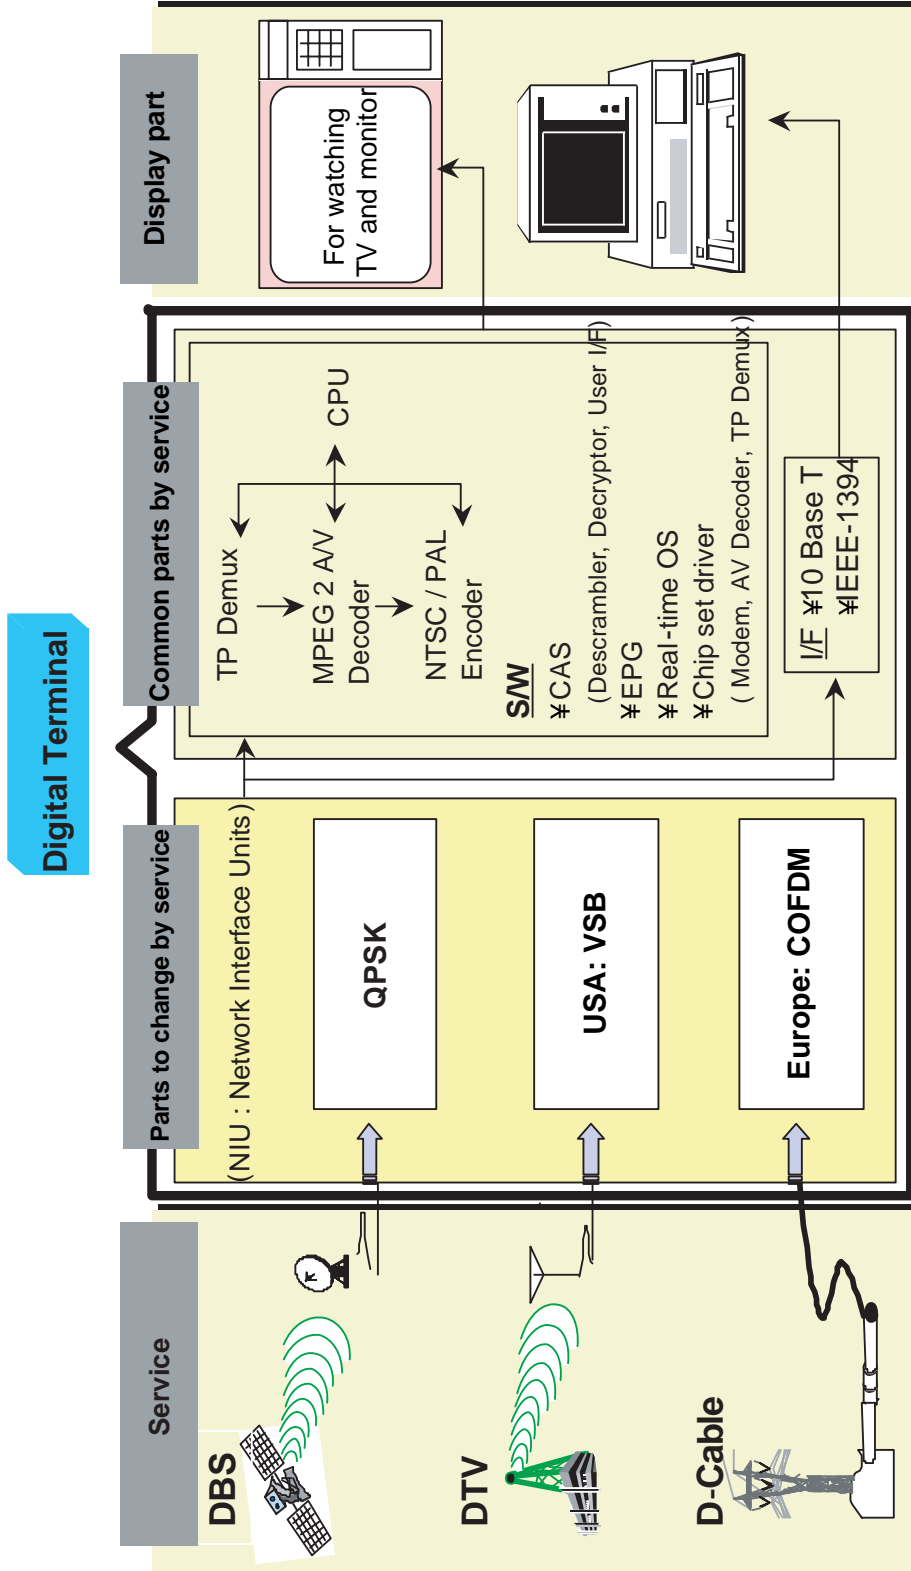 Digital Terminal
Service
Parts to change by service
Common parts by service
Display part
DBS
DTV
D-Cable
(NIU : Network Interface Units)
QPSK
USA: VSB
Europe: COFDM
TP Demux
MPEG 2 A/V
Decoder
NTSC / PAL
Encoder
CPU
S/W
¥CAS
(Descrambler, Decryptor, User I/F)
¥EPG
¥Real-time OS
¥Chip set driver
( Modem, AV Decoder, TP Demux)
I/F ¥10 Base T
¥IEEE-1394
For watching
TV and monitor